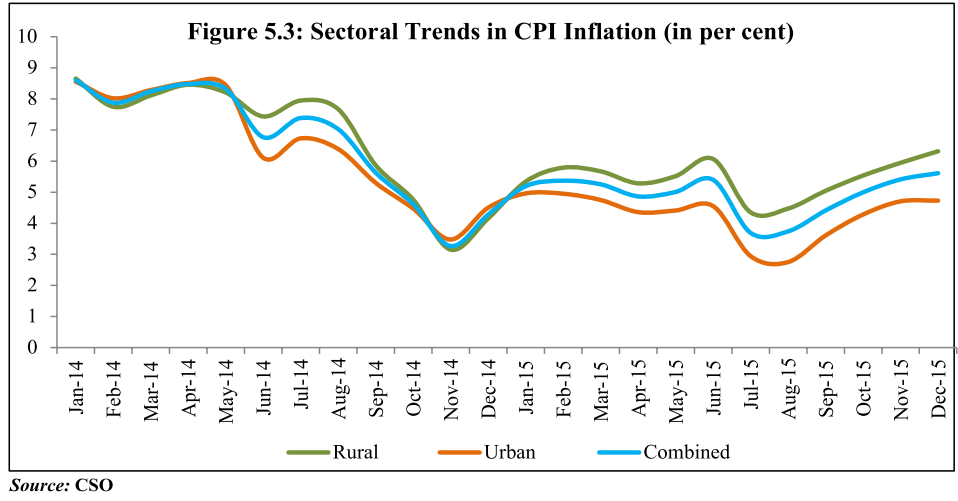 Figure 5.3: Sectoral Trends in CPI Inflation (in per cent)
10
9
8
7
6
5
4
3
2
1
0
Jan-14
Feb-14
Mar-14
Apr-14
May-14
Jun-14
Jul-14
Aug-14
Sep-14
Oct-14
Nov-14
Dec-14
Jan-15
Feb-15
Mar-15
Apr-15
May-15
Jun-15
Jul-15
Aug-15
Sep-15
Oct-15
Nov-15
Dec-15
Rural Urban Combined
Source: CSO